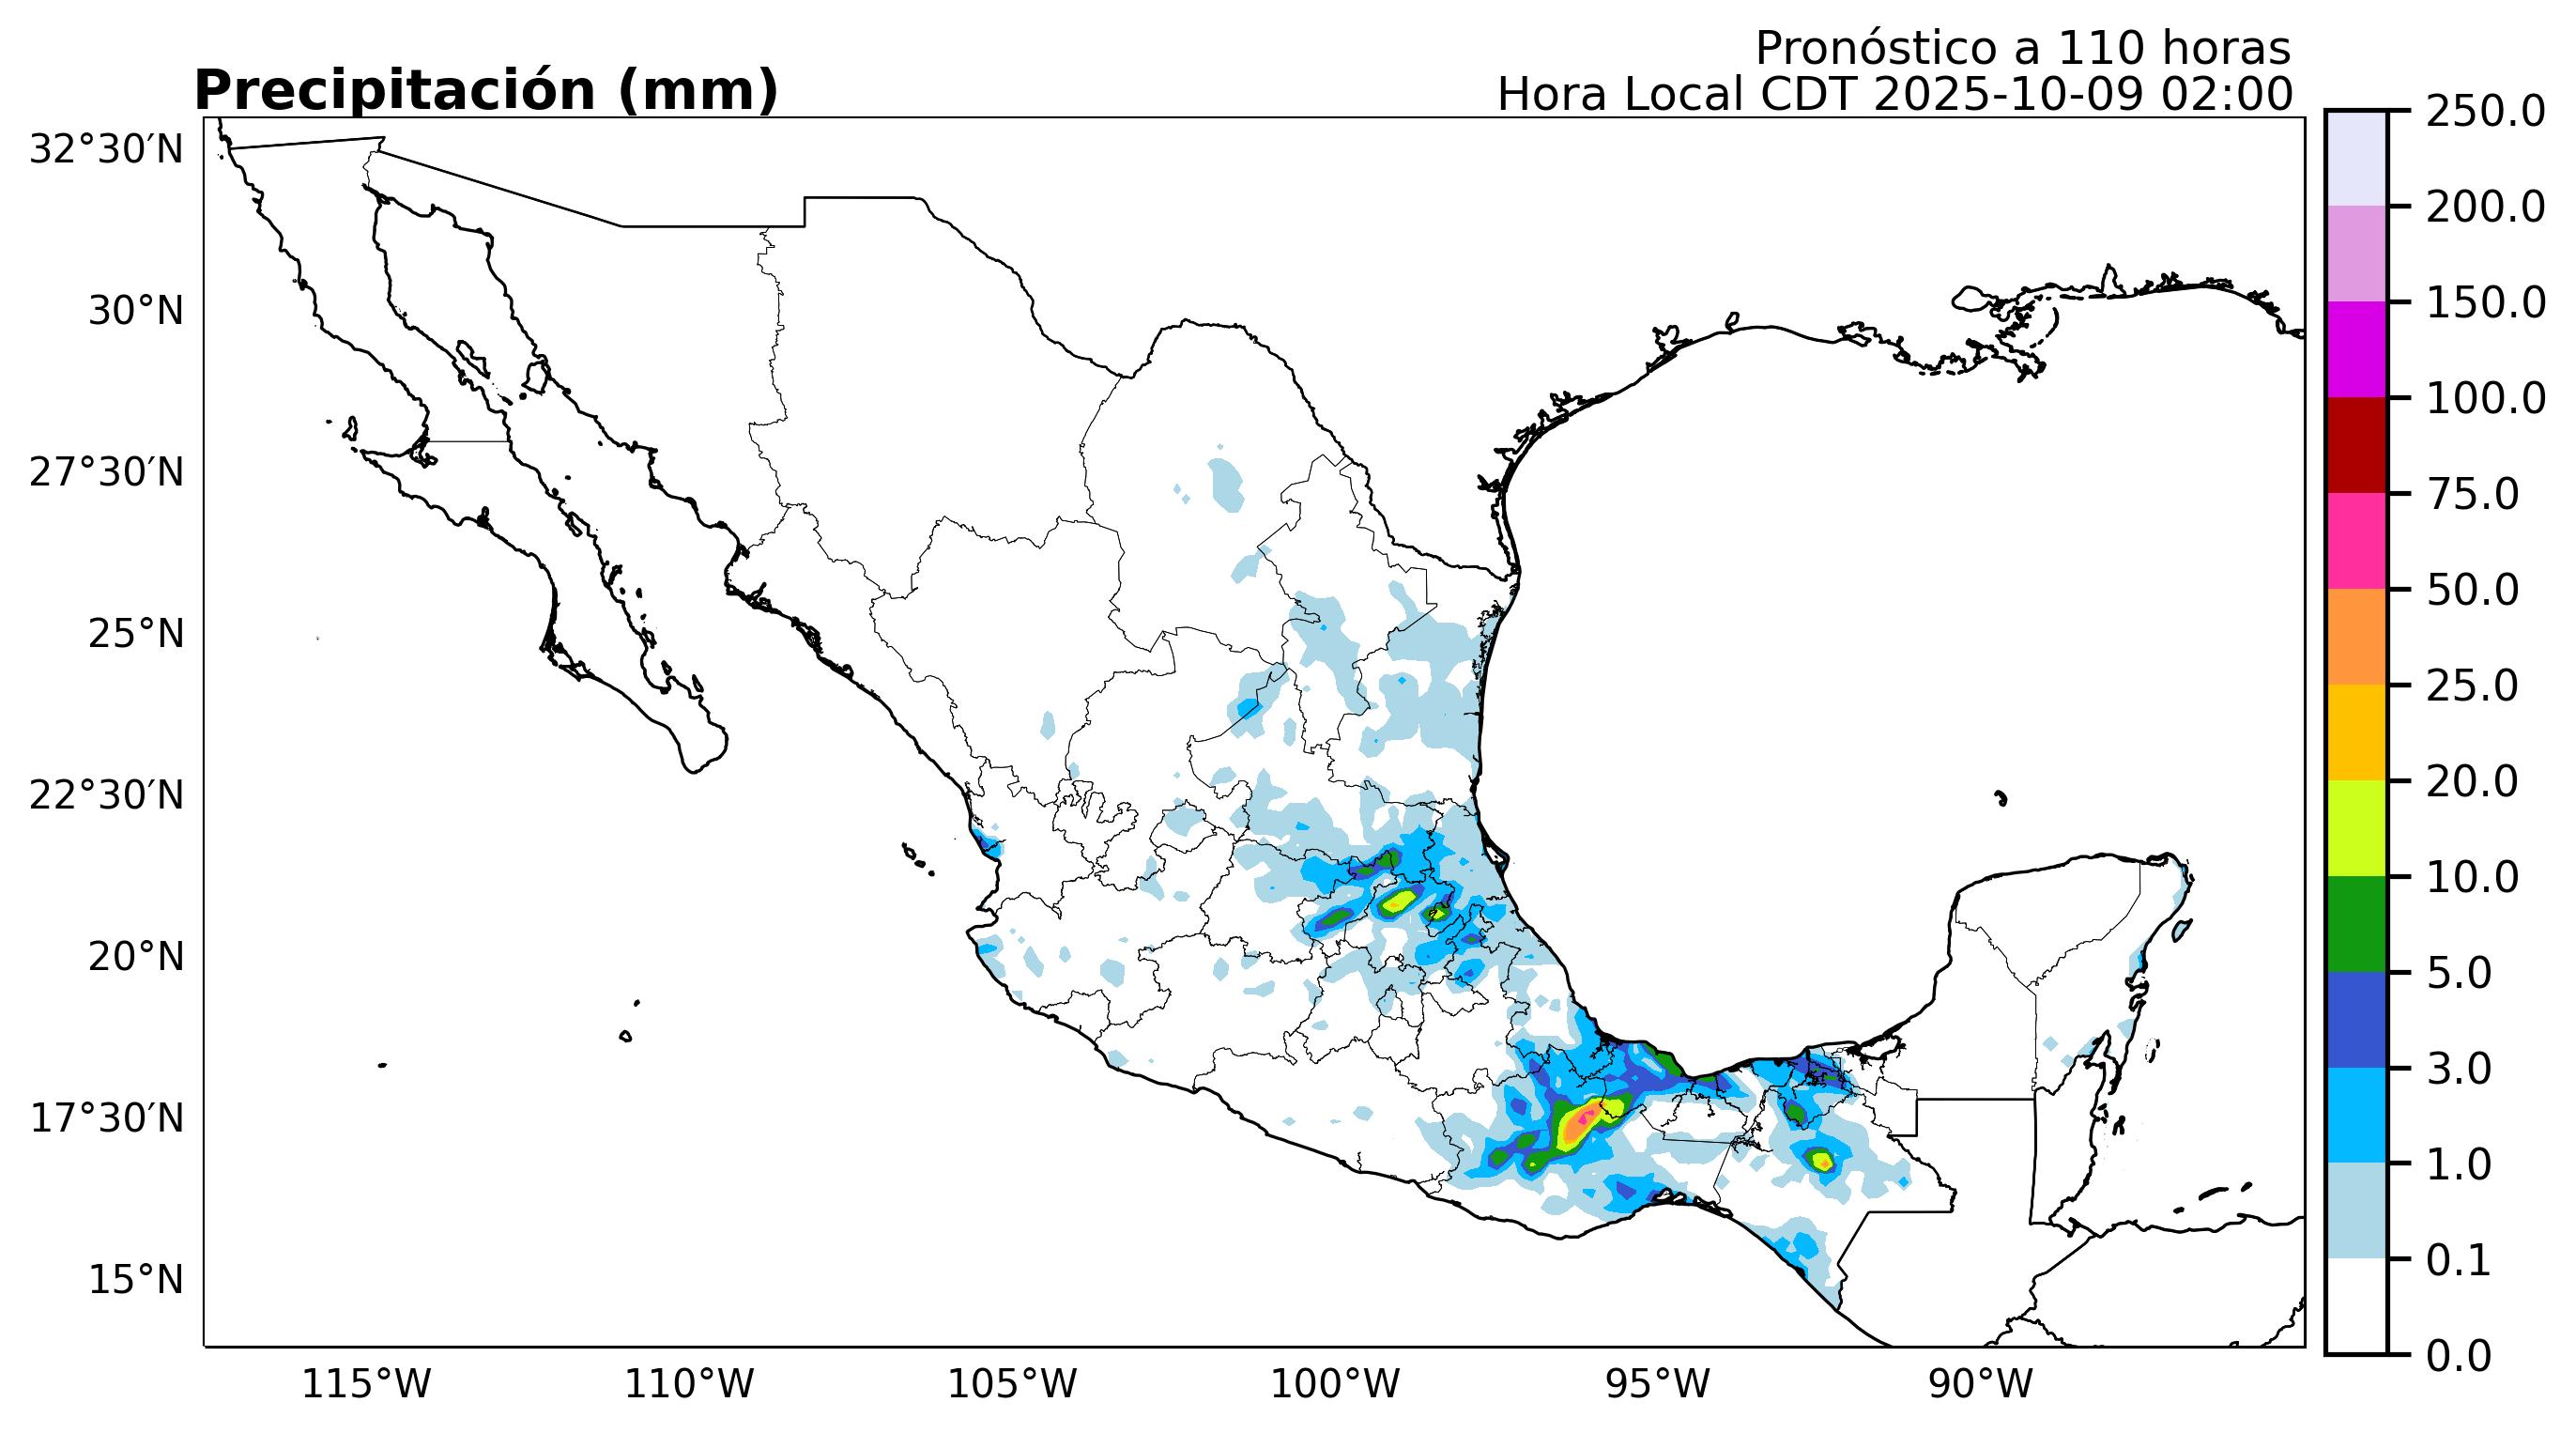 Pronóstico a 110 horas
Precipitación (mm)
Hora Local CDT 2025-10-09 02:00
32°30′N
30°N
27°30′N
25°N
22°30′N
20°N
17°30′N
15°N
115°W
110°W
105°W
100°W
95°W
90°W
250.0
200.0
150.0
100.0
75.0
50.0
25.0
20.0
10.0
5.0
3.0
1.0
0.1
0.0